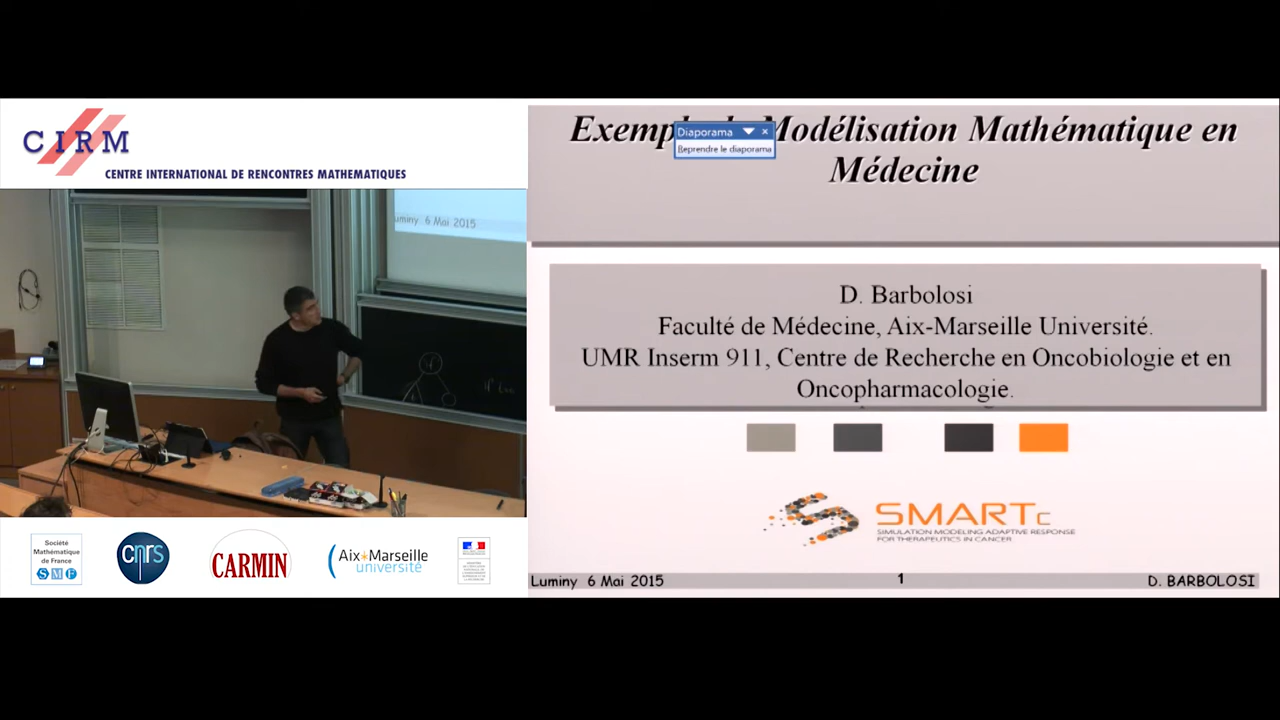 CIRM
CENTRE INTERNATIONAL DE RENCONTRES MATHEMATIQUES
Luminy 6 Mai 2015
Diaporama
Reprendre le diaporama
Exemp Modélisation Mathématique en
Médecine
D. Barbolosi
Faculté de Médecine, Aix-Marseille Université.
UMR Inserm 911, Centre de Recherche en Oncobiologie et en
Oncopharmacologie.
SMARTc
SIMULATION MODELING ADAPTIVE RESPONSE
FOR THERAPEUTICS IN CANCER
Luminy 6 Mai 2015 1 D. BARBOLOSI
Société
Mathématique
de France
SMF
cnrs
CARMIN
Aix*Marseille
université